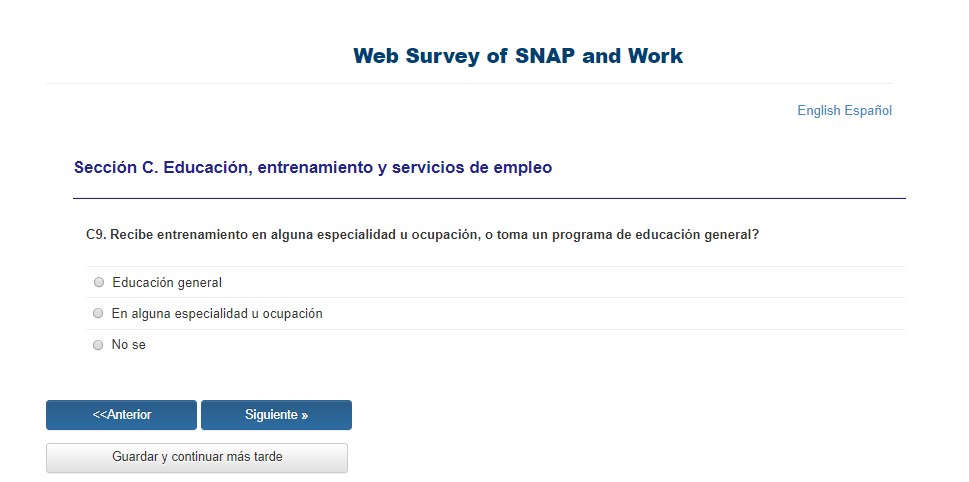 Web Survey of SNAP and Work
English Español
Sección C. Educación, entrenamiento y servicios de empleo
C9. Recibe entrenamiento en alguna especialidad u ocupación, o toma un programa de educación general?
Educación general
En alguna especialidad u ocupación
No se
<<Anterior
Siguiente »
Guardar y continuar más tarde